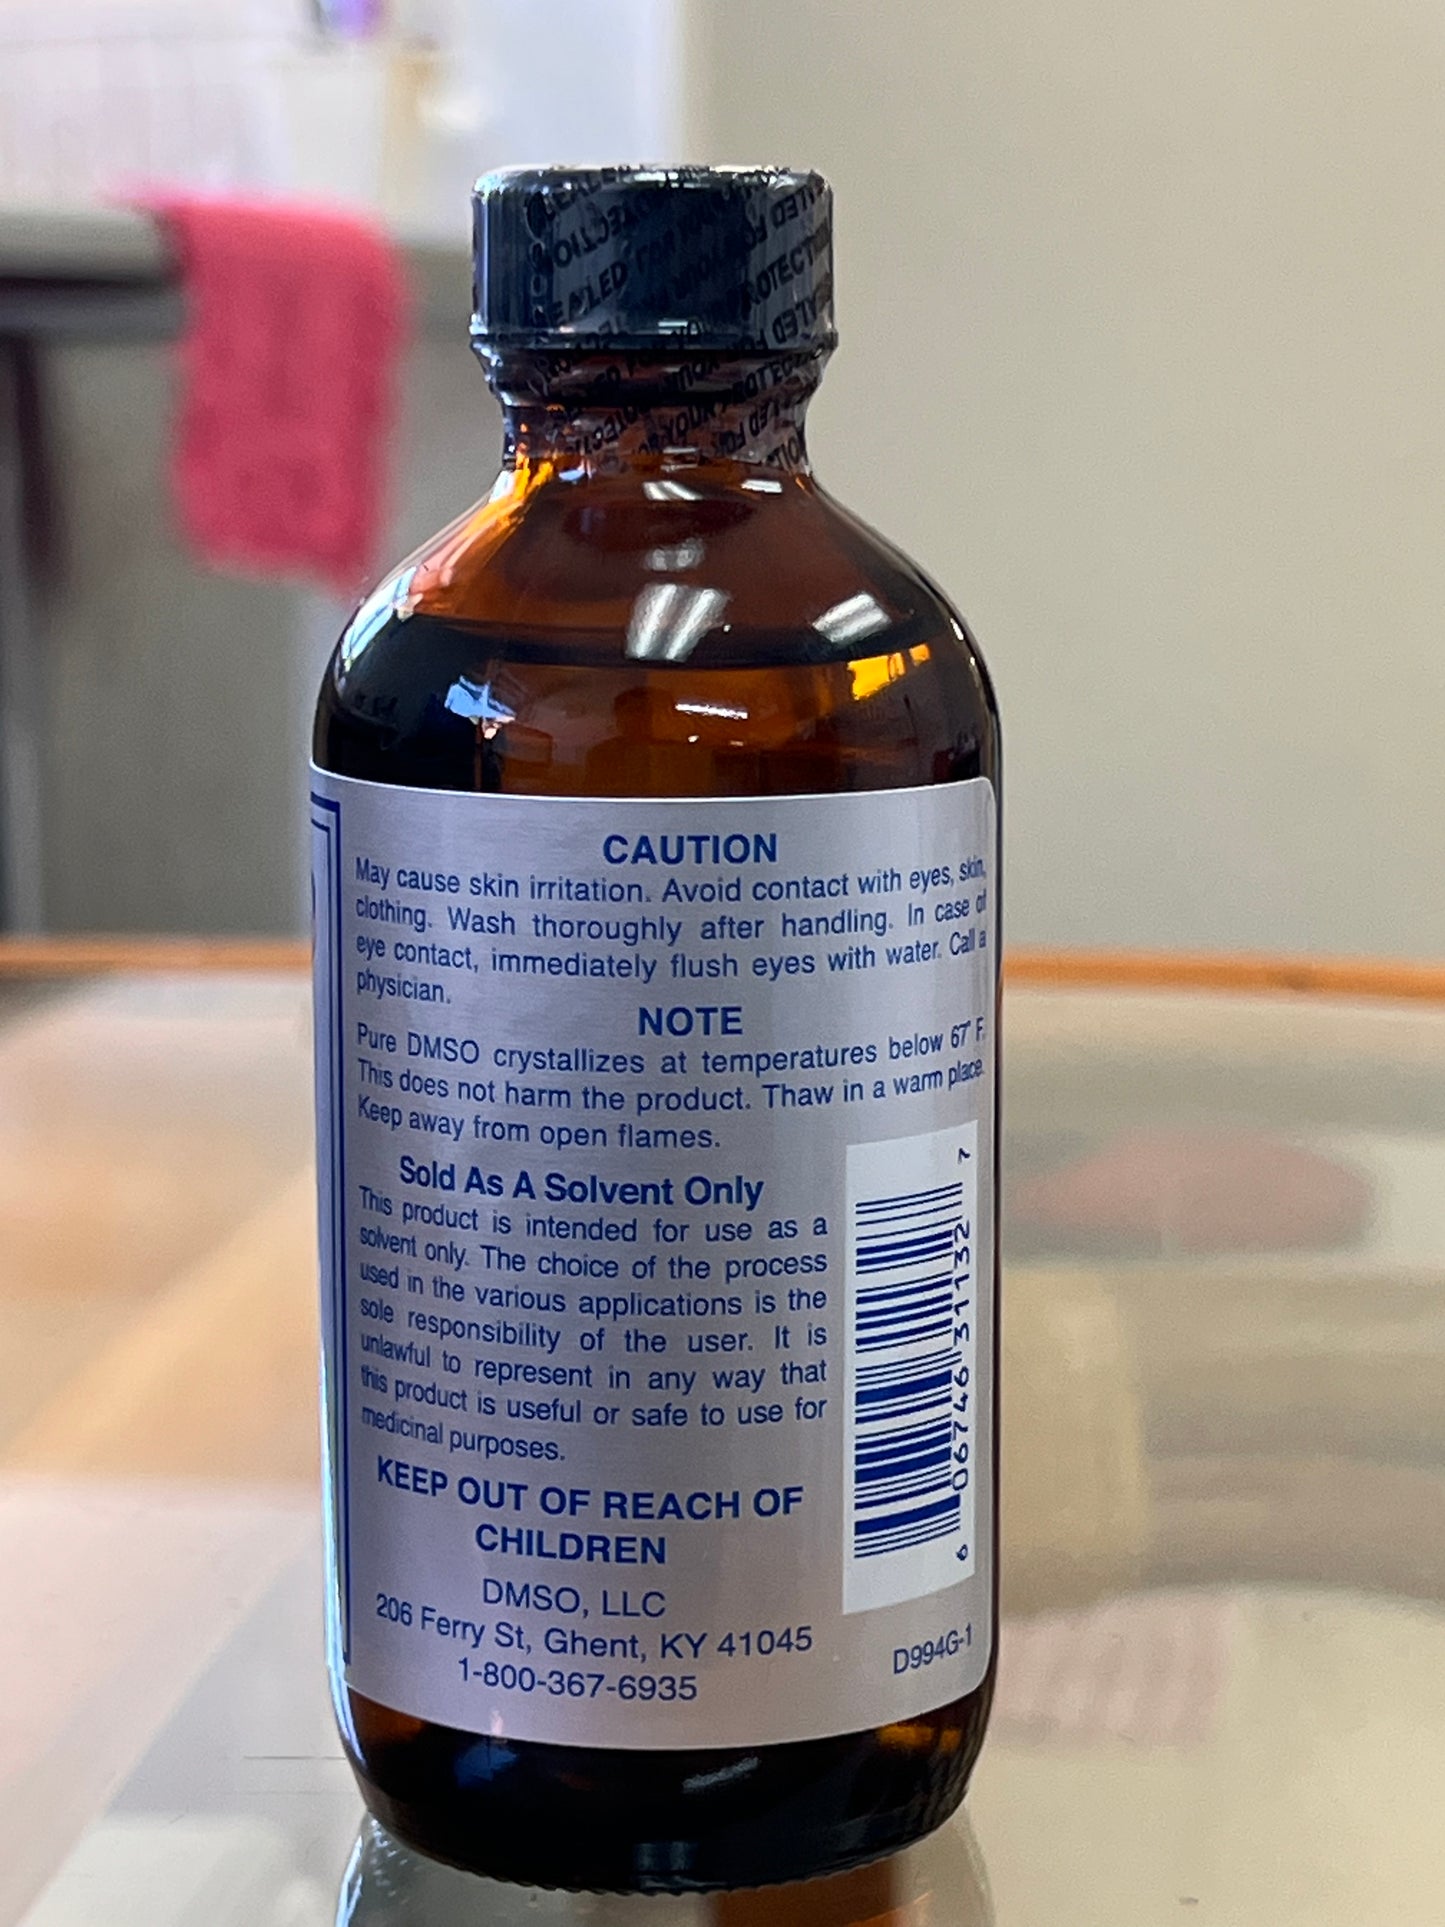 SEALED FOR YOUR PROTECTION
CAUTION
May cause skin irritation. Avoid contact with eyes, skin,
clothing. Wash thoroughly after handling. In case of
eye contact, immediately flush eyes with water. Call a
physician.
NOTE
Pure DMSO crystallizes at temperatures below 67° F.
This does not harm the product. Thaw in a warm place.
Keep away from open flames.
Sold As A Solvent Only
This product is intended for use as a
solvent only. The choice of the process
used in the various applications is the
sole responsibility of the user. It is
unlawful to represent in any way that
this product is useful or safe to use for
medicinal purposes.
KEEP OUT OF REACH OF
CHILDREN
DMSO, LLC
206 Ferry St, Ghent, KY 41045
1-800-367-6935
6 06746 31132 7
D994G-1